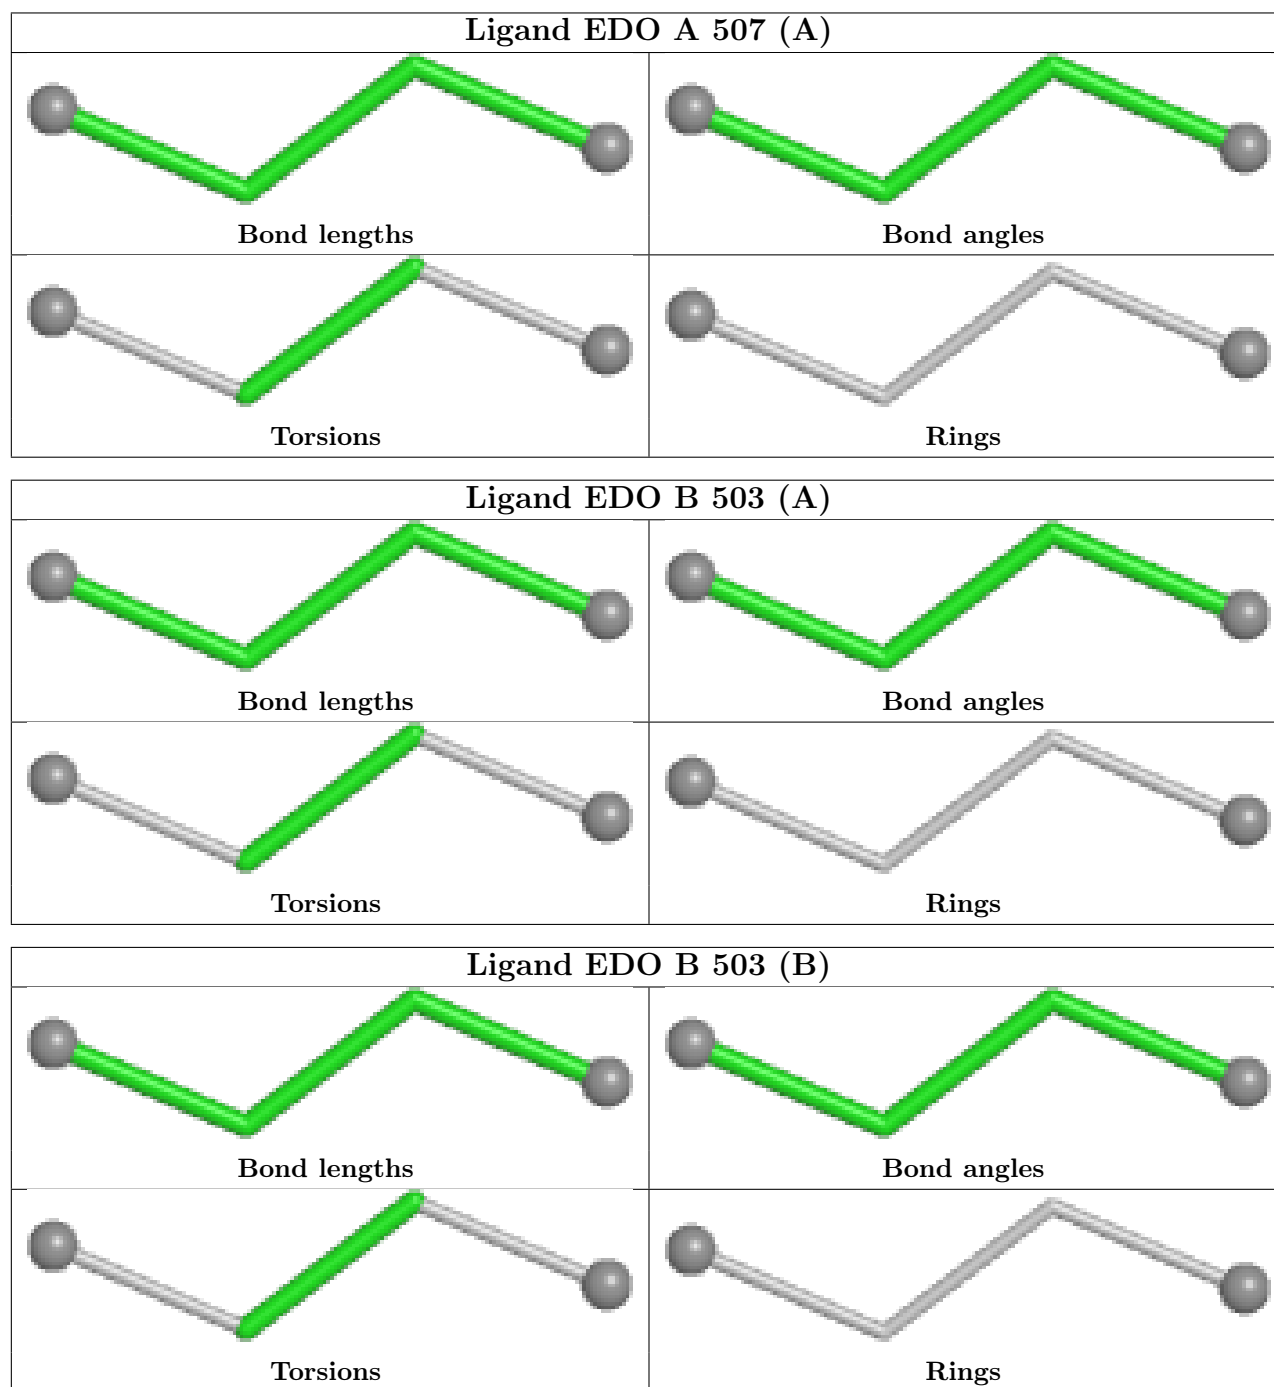 Ligand EDO A 507 (A)
Bond lengths
Bond angles
Torsions
Rings
Ligand EDO B 503 (A)
Bond lengths
Bond angles
Torsions
Rings
Ligand EDO B 503 (B)
Bond lengths
Bond angles
Torsions
Rings